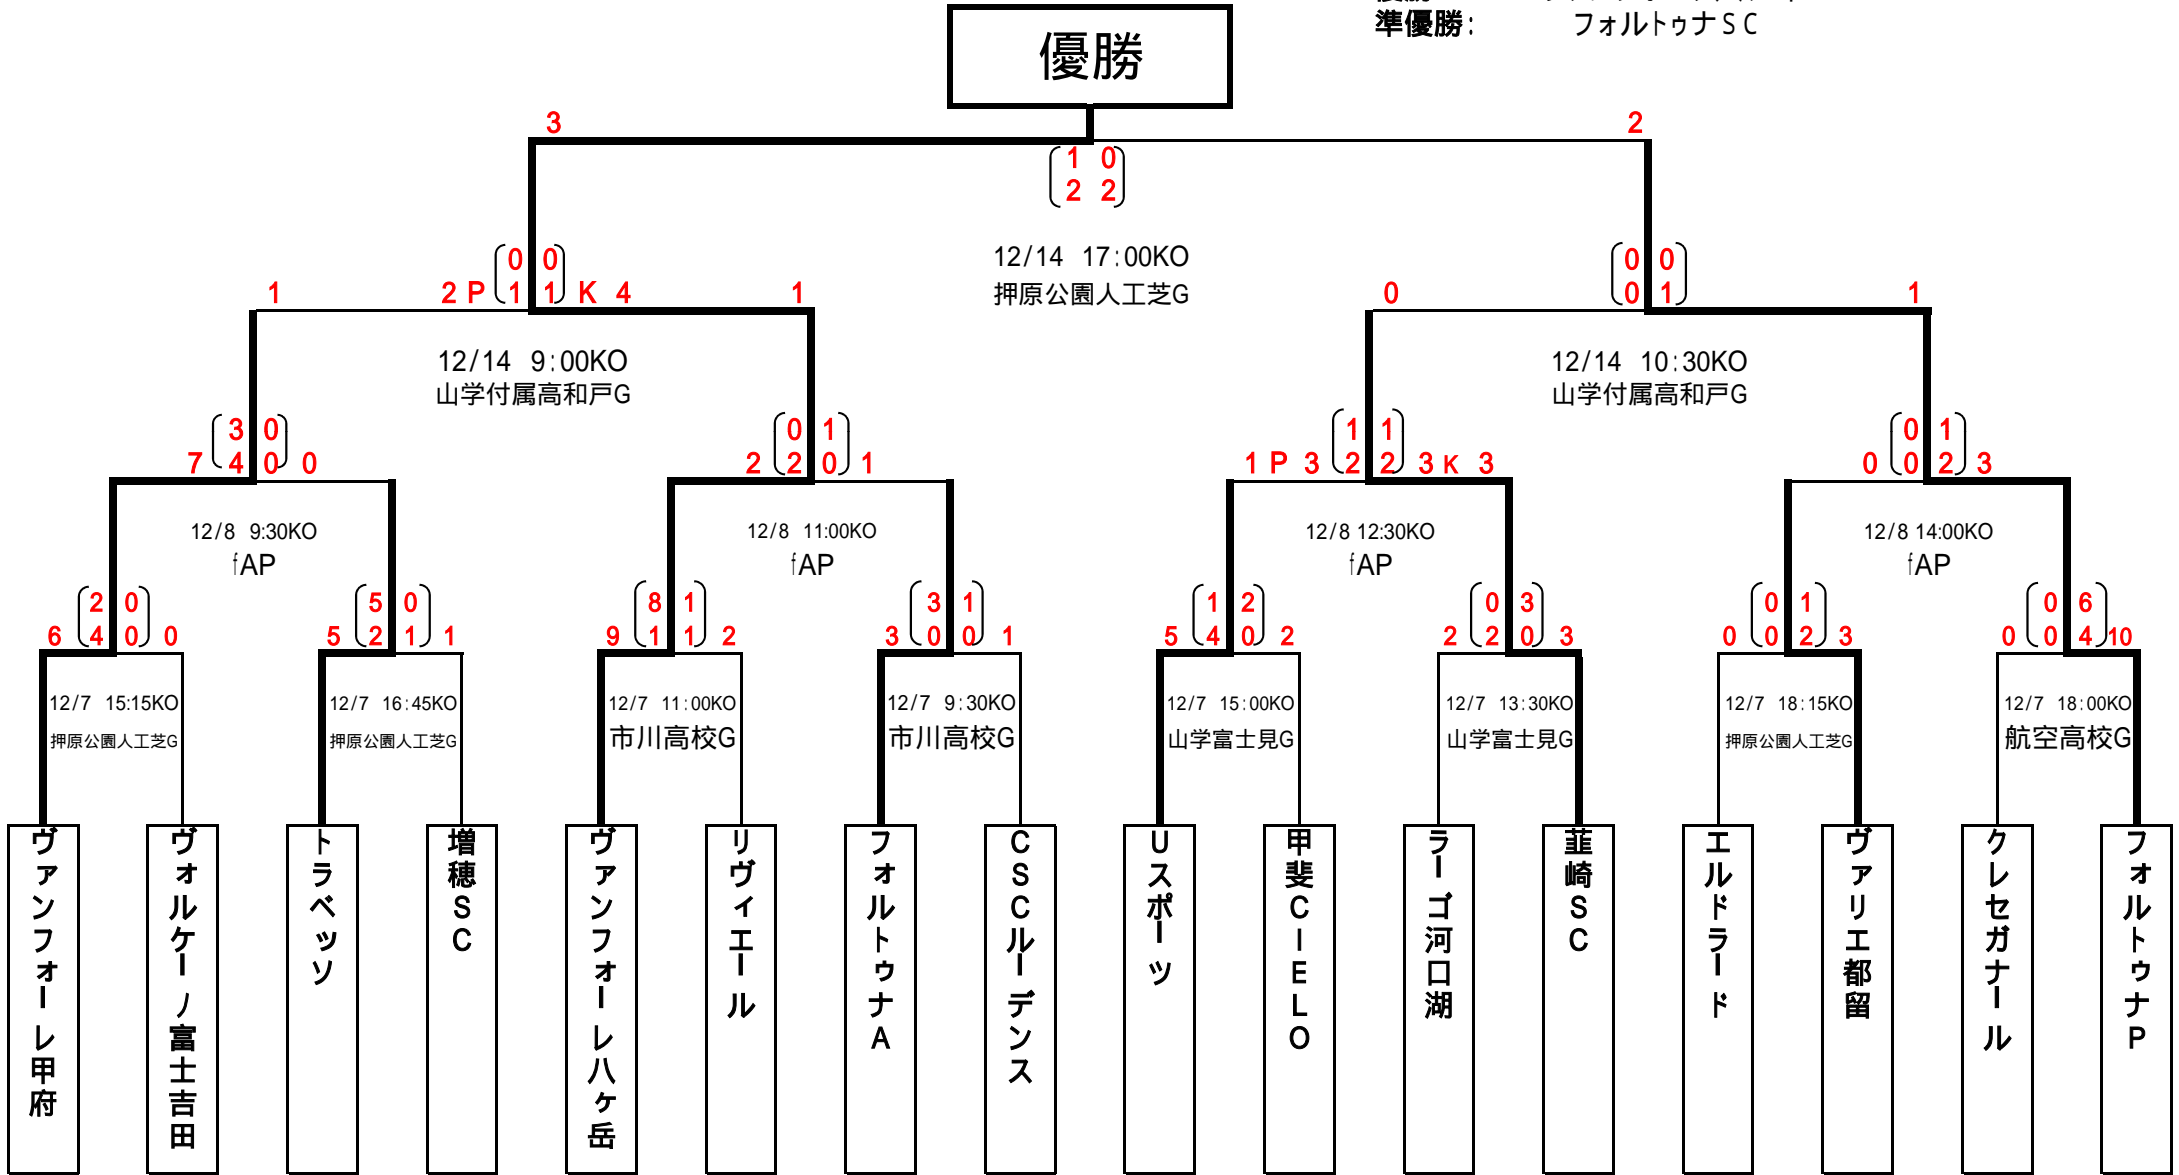 準優勝: フォルトゥナSC
優勝
3 2
1 0
2 2
12/14 17:00KO
押原公園人工芝G
0 0
1 2 P 1 1 K 4 1
12/14 9:00KO
山学付属高和戸G
0 0
0 0 1 1
12/14 10:30KO
山学付属高和戸G
3 0
7 4 0 0
12/8 9:30KO
fAP
0 1
2 2 0 1
12/8 11:00KO
fAP
1 1
1 P 3 2 2 3 K 3
12/8 12:30KO
fAP
0 1
0 0 2 3
12/8 14:00KO
fAP
2 0
6 4 0 0
12/7 15:15KO
押原公園人工芝G
5 0
5 2 1 1
12/7 16:45KO
押原公園人工芝G
8 1
9 1 1 2
12/7 11:00KO
市川高校G
3 1
3 0 0 1
12/7 9:30KO
市川高校G
1 2
5 4 0 2
12/7 15:00KO
山学富士見G
0 3
2 2 0 3
12/7 13:30KO
山学富士見G
0 1
0 0 2 3
12/7 18:15KO
押原公園人工芝G
0 6
0 0 4 10
12/7 18:00KO
航空高校G
ヴァンフォーレ甲府
ヴォルケーノ富士吉田
トラベッソ
増穂SC
ヴァンフォーレ八ヶ岳
リヴィエール
フォルトゥナA
CSCルーデンス
Uスポーツ
甲斐CIELO
ラーゴ河口湖
韮崎SC
エルドラード
ヴァリエ都留
クレセガナール
フォルトゥナP